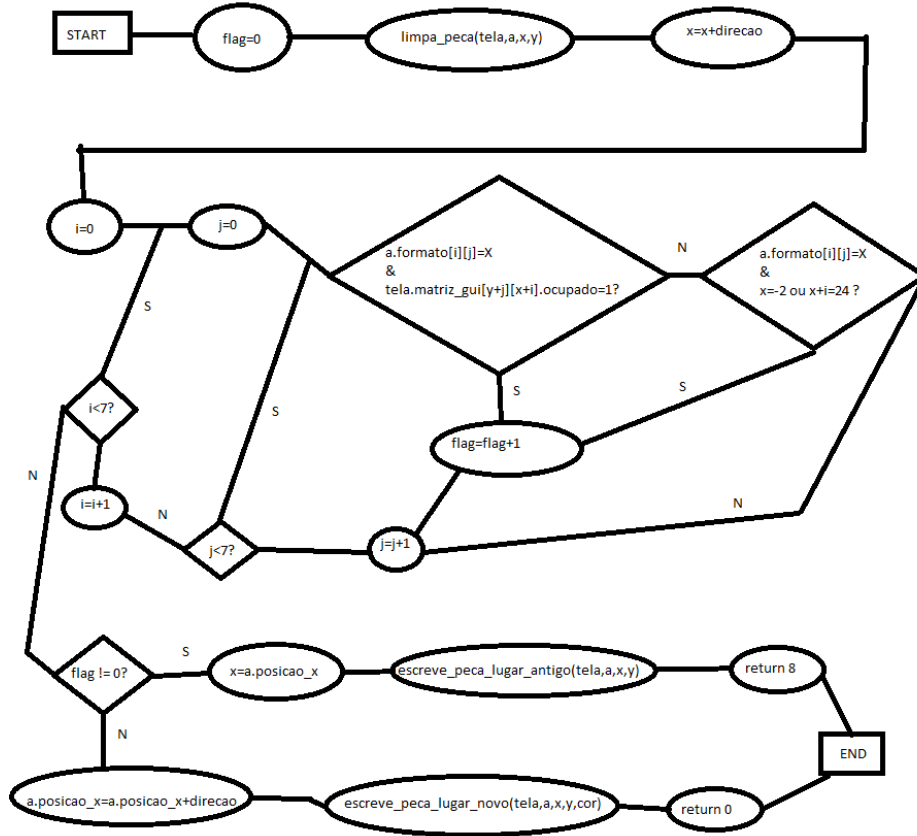 START
flag=0
limpa_peca(tela,a,x,y)
x=x+direcao
i=0
j=0
a.formato[i][j]=X
&
tela.matriz_gui[y+j][x+i].ocupado=1?
N
a.formato[i][j]=X
&
x=-2 ou x+i=24 ?
S
S
S
S
i<7?
flag=flag+1
N
i=i+1
N
j<7?
j=j+1
N
flag != 0?
S
x=a.posicao_x
escreve_peca_lugar_antigo(tela,a,x,y)
return 8
N
END
a.posicao_x=a.posicao_x+direcao
escreve_peca_lugar_novo(tela,a,x,y,cor)
return 0